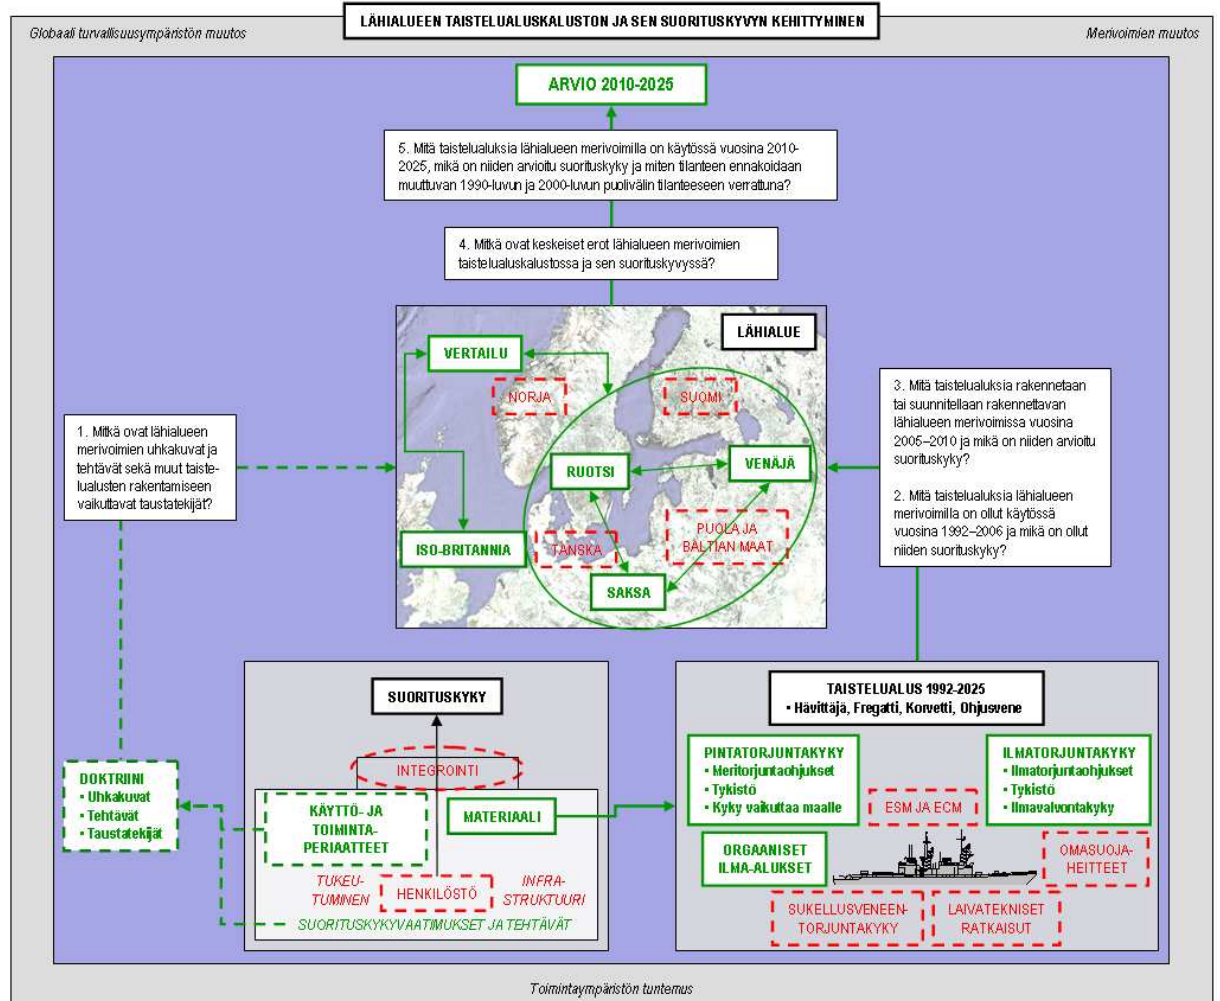 LÄHIALUEEN TAISTELUALUSKALUSTON JA SEN SUORITUSKYVYN KEHITTYMINEN
Globaali turvallisuusympäristön muutos
Merivoimien muutos
ARVIO 2010-2025
5. Mitä taistelualuksia lähialueen merivoimilla on käytössä vuosina 2010-
2025, mikä on niiden arvioitu suorituskyky ja miten tilanteen ennakoidaan
muuttuvan 1990-luvun ja 2000-luvun puolivälin tilanteeseen verrattuna?
4. Mitkä ovat keskeiset erot lähialueen merivoimien
taistelualuskalustossa ja sen suorituskyvyssä?
LÄHIALUE
VERTAILU
NORJA
SUOMI
RUOTSI
VENÄJÄ
ISO-BRITANNIA
TANSKA
PUOLA JA
BALTIAN MAAT
SAKSA
1. Mitkä ovat lähialueen
merivoimien uhkakuvat ja
tehtävät sekä muut taiste-
lualusten rakentamiseen
vaikuttavat taustatekijät?
3. Mitä taistelualuksia rakennetaan
tai suunnitellaan rakennettavan
lähialueen merivoimissa vuosina
2005–2010 ja mikä on niiden arvioitu
suorituskyky?
2. Mitä taistelualuksia lähialueen
merivoimilla on ollut käytössä
vuosina 1992–2006 ja mikä on ollut
niiden suorituskyky?
SUORITUSKYKY
INTEGROINTI
KÄYTTÖ- JA
TOIMINTA-
PERIAATTEET
MATERIAALI
TUKEU-
TUMINEN
HENKILÖSTÖ
INFRA-
STRUKTUURI
SUORITUSKYKYVAATIMUKSET JA TEHTÄVÄT
DOKTRIINI
• Uhkakuvat
• Tehtävät
• Taustatekijät
TAISTELUALUS 1992-2025
• Hävittäjä, Fregatti, Korvetti, Ohjusvene
PINTATORJUNTAKYKY
• Meritorjuntaohjukset
• Tykistö
• Kyky vaikuttaa maalle
ILMATORJUNTAKYKY
• Ilmatorjuntaohjukset
• Tykistö
• Ilmavalvontakyky
ESM JA ECM
ORGAANISET
ILMA-ALUKSET
OMASUOJA-
HEITTEET
SUKELLUSVENEEN-
TORJUNTAKYKY
LAIVATEKNISET
RATKAISUT
Toimintaympäristön tuntemus